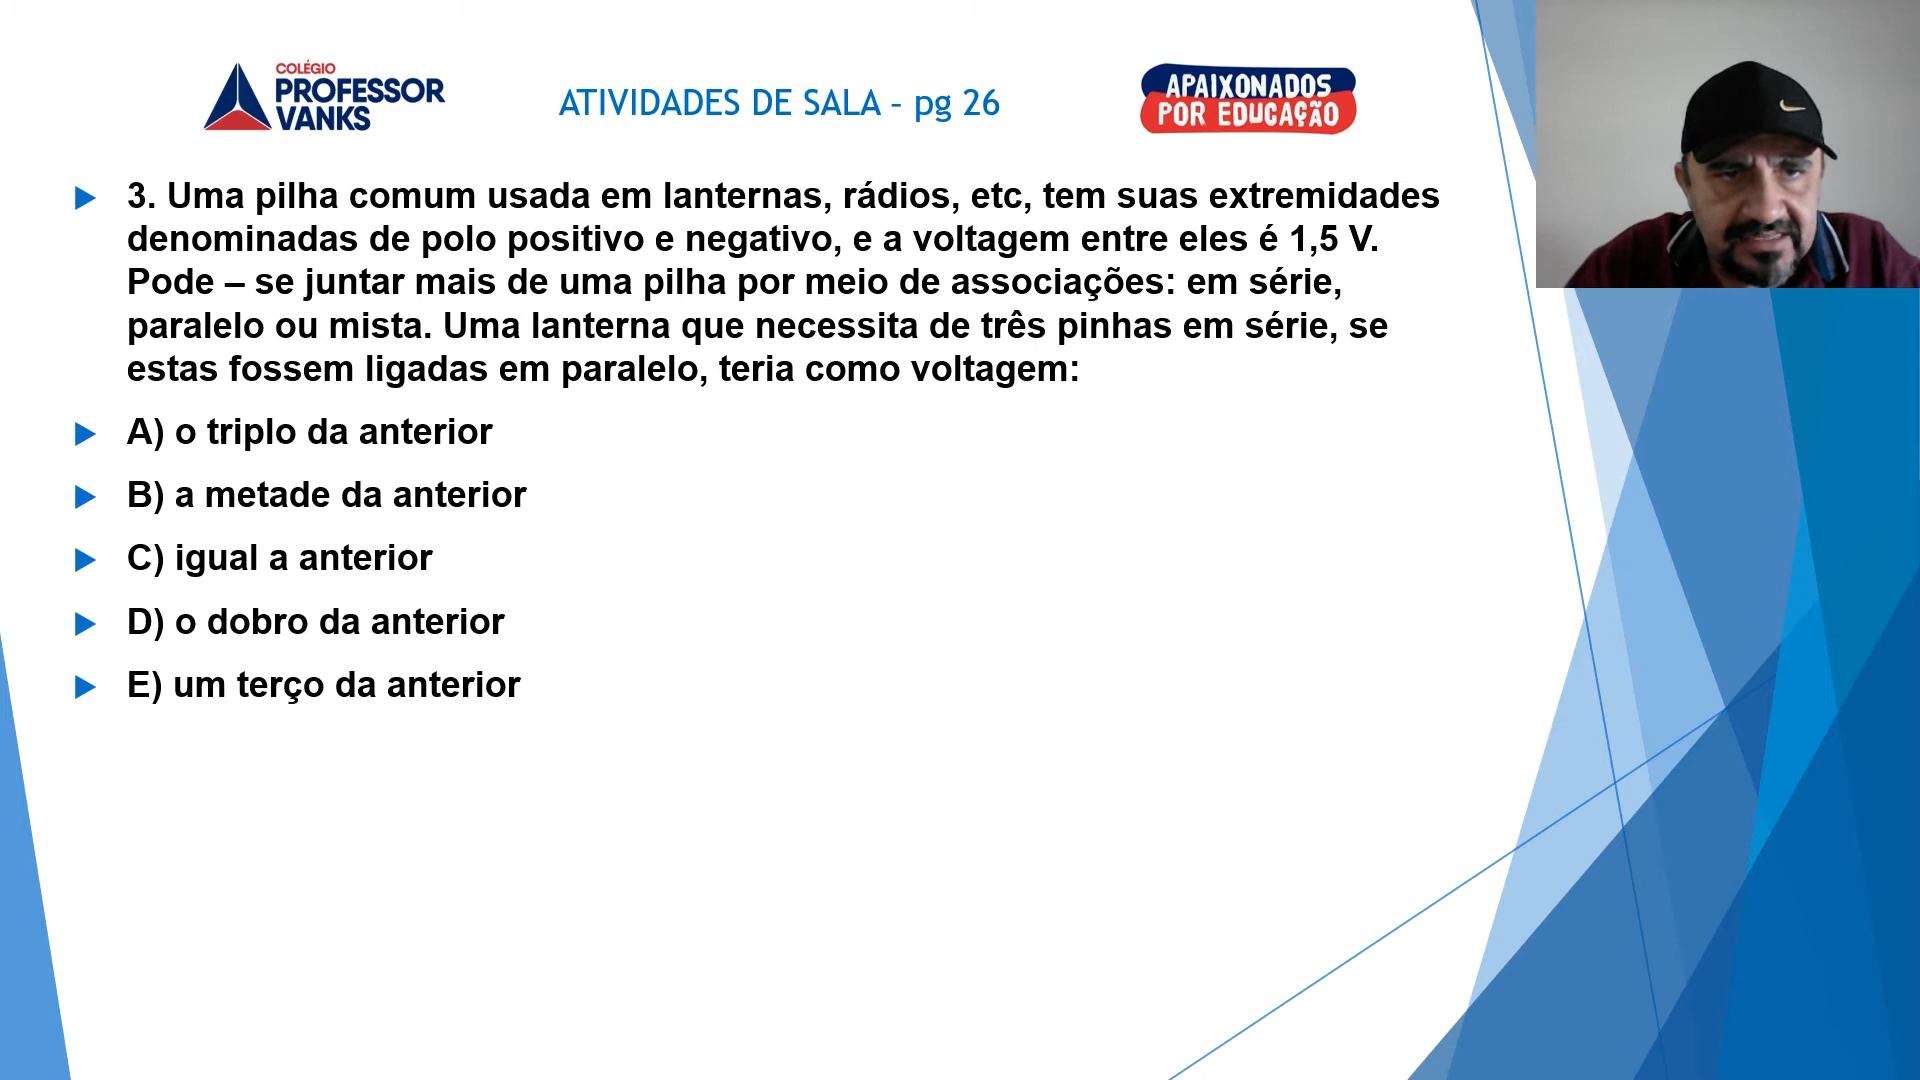 COLÉGIO
PROFESSOR
VANKS
ATIVIDADES DE SALA – pg 26
APAIXONADOS
POR EDUCAÇÃO
3. Uma pilha comum usada em lanternas, rádios, etc, tem suas extremidades
denominadas de polo positivo e negativo, e a voltagem entre eles é 1,5 V.
Pode – se juntar mais de uma pilha por meio de associações: em série,
paralelo ou mista. Uma lanterna que necessita de três pinhas em série, se
estas fossem ligadas em paralelo, teria como voltagem:
A) o triplo da anterior
B) a metade da anterior
C) igual a anterior
D) o dobro da anterior
E) um terço da anterior